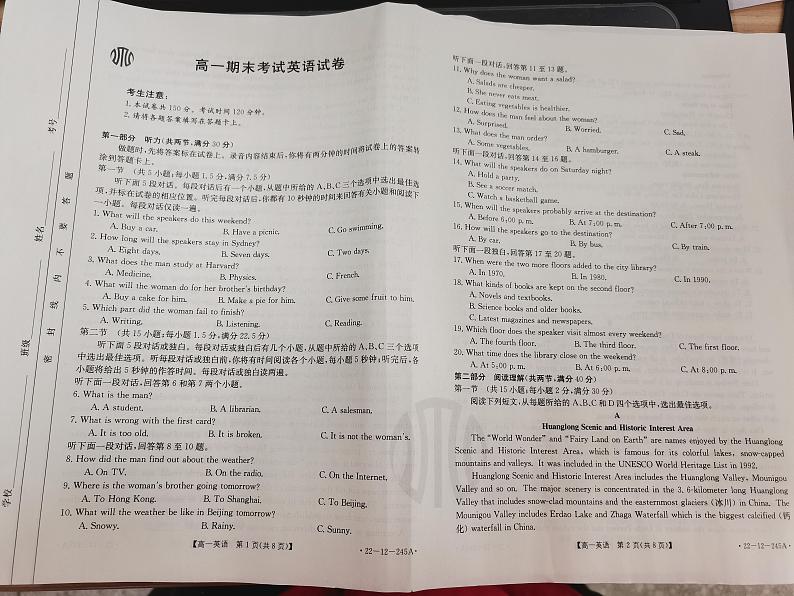 高一期末考试英语试卷
考生注意:
1. 本试卷共 150 分。考试时间 120 分钟。
2. 请将各题答案填写在答题卡上。
第一部分 听力(共两节,满分 30 分)
做题时,先将答案标在试卷上。录音内容结束后,你将有两分钟的时间将试卷上的答案转
涂到答题卡上。
第一节 (共 5 小题;每小题 1.5 分,满分 7.5 分)
听下面 5 段对话。每段对话后有一个小题,从题中所给的 A、B、C 三个选项中选出最佳选
项,并标在试卷的相应位置。听完每段对话后,你都有 10 秒钟的时间来回答有关小题和阅读下
一小题。每段对话仅读一遍。
1. What will the speakers do this weekend?
A. Buy a car. B. Have a picnic. C. Go swimming.
2. How long will the speakers stay in Sydney?
A. Eight days. B. Seven days. C. Two days.
3. What does the man study at Harvard?
A. Medicine. B. Physics. C. French.
4. What will the woman do for her brother's birthday?
A. Buy a cake for him. B. Make a pie for him. C. Give some fruit to him.
5. Which part did the woman fail to finish?
A. Writing. B. Listening. C. Reading.
第二节 (共 15 小题;每小题 1.5 分,满分 22.5 分)
听下面 5 段对话或独白。每段对话或独白后有几个小题,从题中所给的 A、B、C 三个选项
中选出最佳选项。听每段对话或独白前,你将有时间阅读各个小题,每小题 5 秒钟;听完后,各
小题将给出 5 秒钟的作答时间。每段对话或独白读两遍。
听下面一段对话,回答第 6 和第 7 两个小题。
6. What is the man?
A. A student. B. A librarian. C. A salesman.
7. What is wrong with the first card?
A. It is too old. B. It is broken. C. It is not the woman's.
听下面一段对话,回答第 8 至 10 题。
8. How did the man find out about the weather?
A. On TV. B. On the radio. C. On the Internet.
9. Where is the woman's brother going tomorrow?
A. To Hong Kong. B. To Shanghai. C. To Beijing.
10. What will the weather be like in Beijing tomorrow?
A. Snowy. B. Rainy. C. Sunny.
【高一英语 第 1 页(共 8 页)】 ·22-12-245A·
听下面一段对话,回答第 11 至 13 题。
11. Why does the woman want a salad?
A. Salads are cheaper.
B. She never eats meat.
C. Eating vegetables is healthier.
12. How does the man feel about the woman?
A. Surprised. B. Worried. C. Sad.
13. What does the man order?
A. Some vegetables. B. A hamburger. C. A steak.
听下面一段对话,回答第 14 至 16 题。
14. What will the speakers do on Saturday night?
A. Hold a party.
B. See a soccer match.
C. Watch a basketball game.
15. When will the speakers probably arrive at the destination?
A. Before 6:00 p. m. B. At 7:00 p. m. C. After 7:00 p. m.
16. How will the speakers go to the destination?
A. By car. B. By bus. C. By train.
听下面一段独白,回答第 17 至 20 题。
17. When were the two more floors added to the city library?
A. In 1970. B. In 1980. C. In 1990.
18. What kinds of books are kept on the second floor?
A. Novels and textbooks.
B. Science books and older books.
C. Latest magazines and newspapers.
19. Which floor does the speaker visit almost every weekend?
A. The fourth floor. B. The third floor. C. The first floor.
20. What time does the library close on the weekend?
A. At 5:00 p. m. B. At 6:00 p. m. C. At 8:00 p. m.
第二部分 阅读理解(共两节,满分 40 分)
第一节 (共 15 小题;每小题 2 分,满分 30 分)
阅读下列短文,从每题所给的 A、B、C 和 D 四个选项中,选出最佳选项。
A
Huanglong Scenic and Historic Interest Area
The “World Wonder” and “Fairy Land on Earth” are names enjoyed by the Huanglong
Scenic and Historic Interest Area, which is famous for its colorful lakes, snow-capped
mountains and valleys. It was included in the UNESCO World Heritage List in 1992.
Huanglong Scenic and Historic Interest Area includes the Huanglong Valley, Mounigou
Valley and so on. The major scenery is concentrated in the 3. 6-kilometer long Huanglong
Valley that includes snow-clad mountains and the easternmost glaciers (冰川) in China. The
Mounigou Valley includes Erdao Lake and Zhaga Waterfall which is the biggest calcified (钙
化) waterfall in China.
【高一英语 第 2 页(共 8 页)】 ·22-12-245A·
学校
班级
姓名
考号
密 封 线 内 不 要 答 题